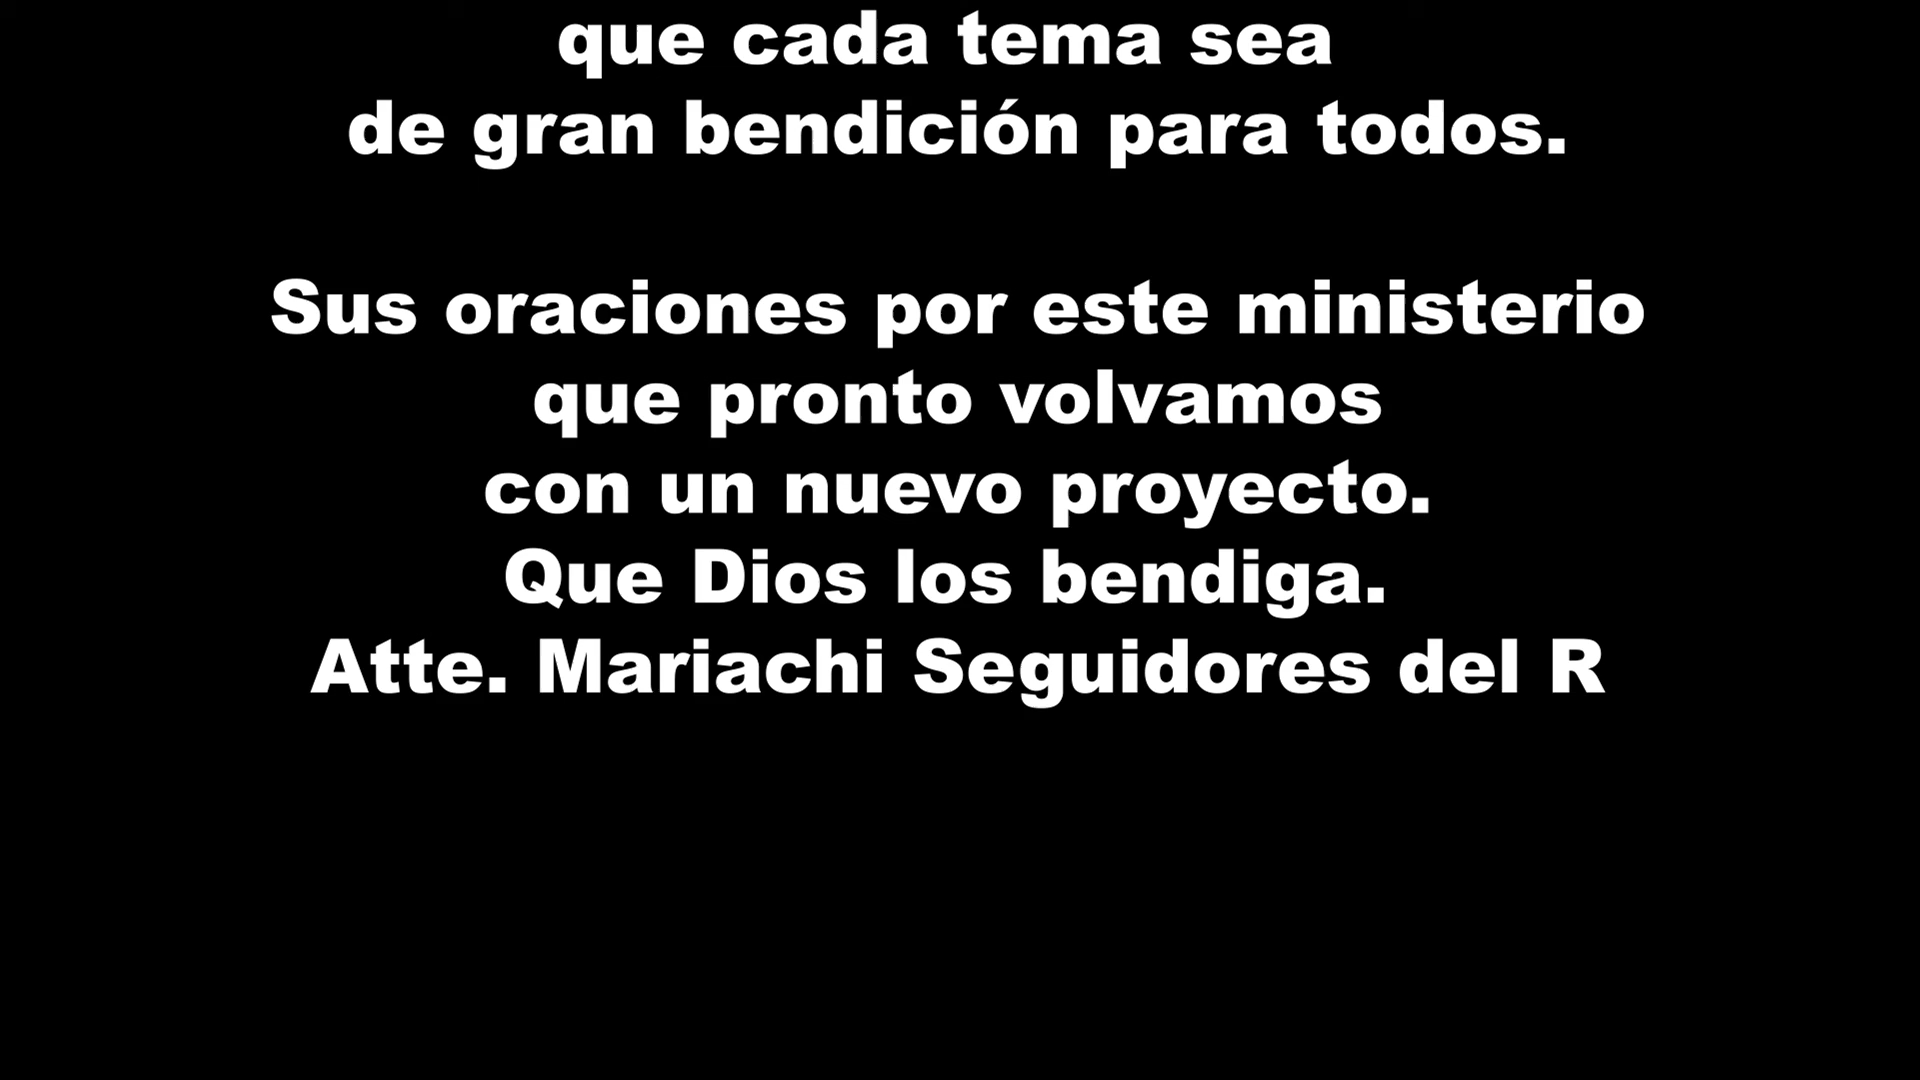 que cada tema sea
de gran bendición para todos.
Sus oraciones por este ministerio
que pronto volvamos
con un nuevo proyecto.
Que Dios los bendiga.
Atte. Mariachi Seguidores del R